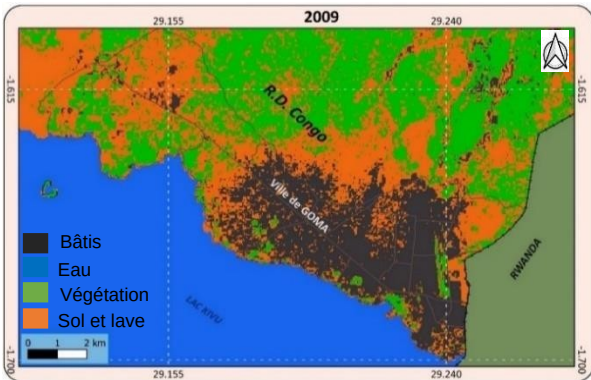 2009
29.155
29.240
-1.615
-1.615
R.D. Congo
Ville de GOMA
Bâtis
Eau
Végétation
Sol et lave
RWANDA
LAC KIVU
0 1 2 km
-1.700
-1.700
29.155
29.240